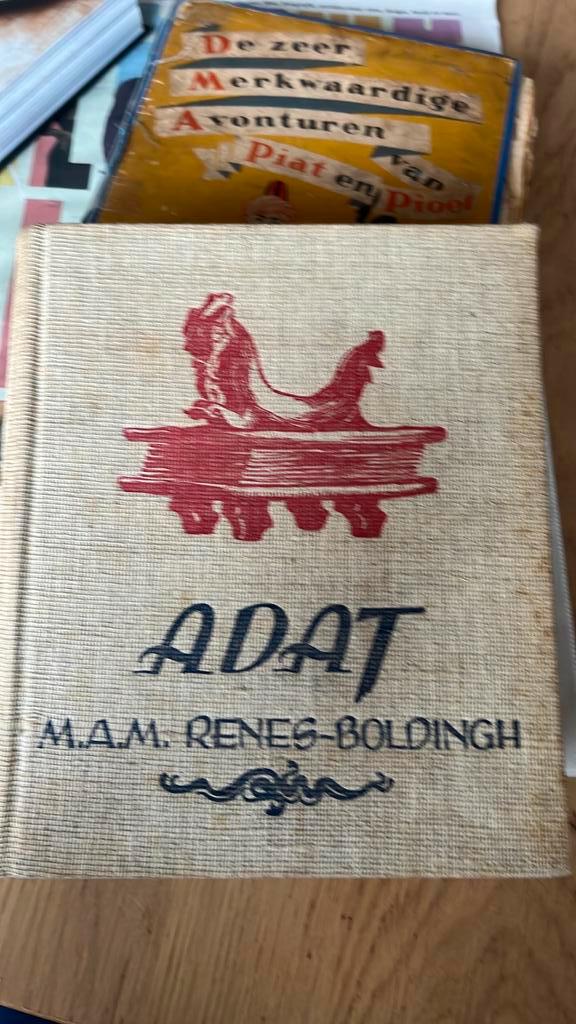 De zeer
Merkwaardige
Avonturen
van
Piat en Pioet
ADAT
M.A.M. RENES-BOLDINGH